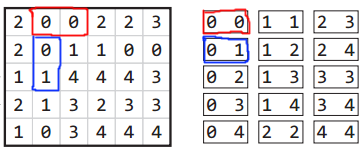 2 0 0 2 2 3
2 0 1 1 0 0
1 1 4 4 4 3
2 1 3 2 3 3
1 0 3 4 4 4
0 0 1 1 2 3
0 1 1 2 2 4
0 2 1 3 3 3
0 3 1 4 3 4
0 4 2 2 4 4